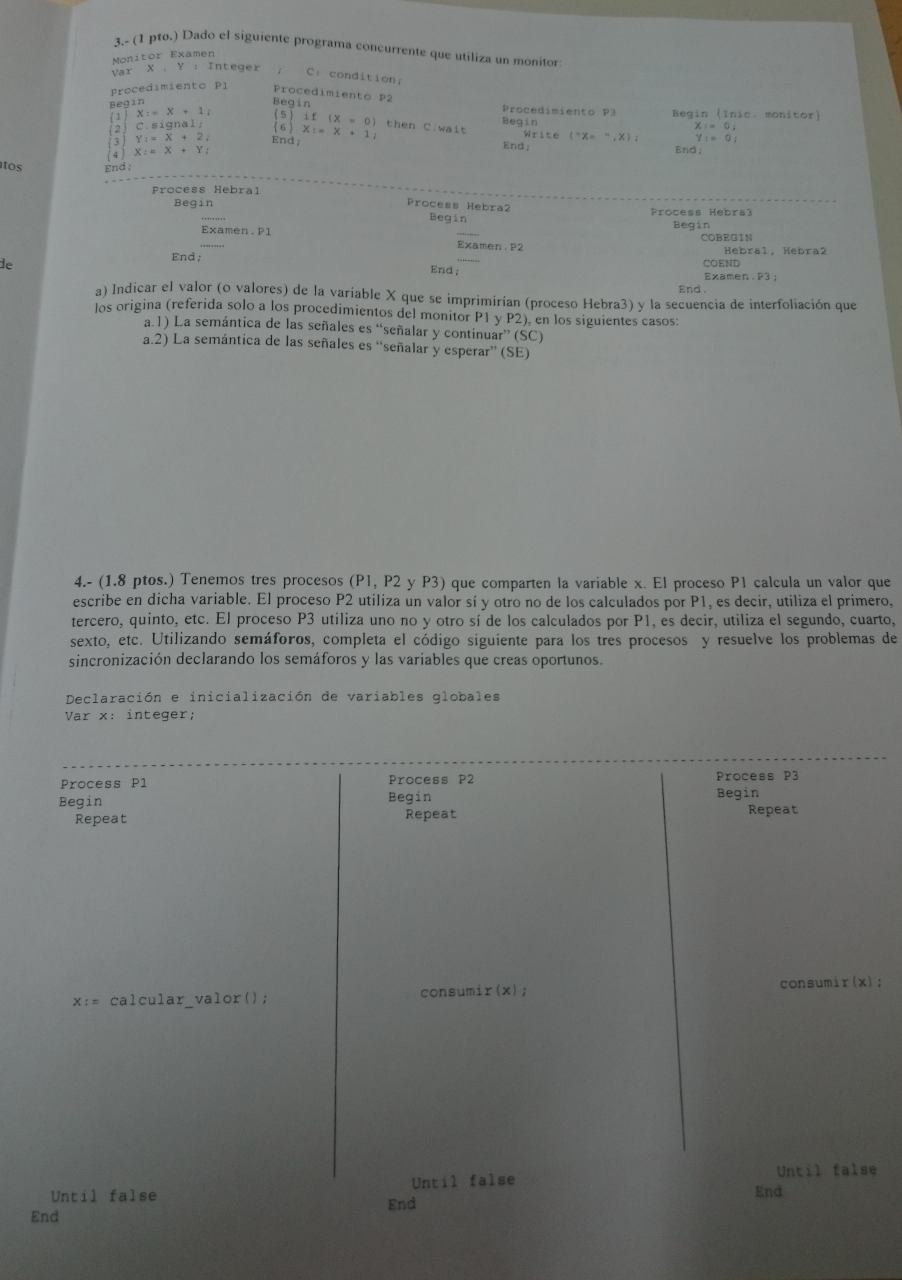 3.- (1 pto.) Dado el siguiente programa concurrente que utiliza un monitor:
Monitor Examen
Var X , Y : Integer ; C: condition;
procedimiento P1
Begin
{1} X:= X + 1;
{2} C.signal;
{3} Y:= X + 2;
{4} X:= X + Y;
End;
Procedimiento P2
Begin
{5} if (X = 0) then C.wait
{6} X:= X + 1;
End;
Procedimiento P3
Begin
Write ("X= ",X);
End;
Begin {Inic. monitor}
X:= 0;
Y:= 0;
End;
Process Hebra1
Begin
.........
Examen.P1
.........
End;
Process Hebra2
Begin
........
Examen.P2
........
End;
Process Hebra3
Begin
COBEGIN
Hebra1, Hebra2
COEND
Examen.P3;
End.
a) Indicar el valor (o valores) de la variable X que se imprimirían (proceso Hebra3) y la secuencia de interfoliación que
los origina (referida solo a los procedimientos del monitor P1 y P2), en los siguientes casos:
a.1) La semántica de las señales es “señalar y continuar” (SC)
a.2) La semántica de las señales es “señalar y esperar” (SE)
4.- (1.8 ptos.) Tenemos tres procesos (P1, P2 y P3) que comparten la variable x. El proceso P1 calcula un valor que
escribe en dicha variable. El proceso P2 utiliza un valor sí y otro no de los calculados por P1, es decir, utiliza el primero,
tercero, quinto, etc. El proceso P3 utiliza uno no y otro sí de los calculados por P1, es decir, utiliza el segundo, cuarto,
sexto, etc. Utilizando semáforos, completa el código siguiente para los tres procesos y resuelve los problemas de
sincronización declarando los semáforos y las variables que creas oportunos.
Declaración e inicialización de variables globales
Var x: integer;
Process P1
Begin
Repeat
x:= calcular_valor();
Until false
End
Process P2
Begin
Repeat
consumir(x);
Until false
End
Process P3
Begin
Repeat
consumir(x);
Until false
End
de